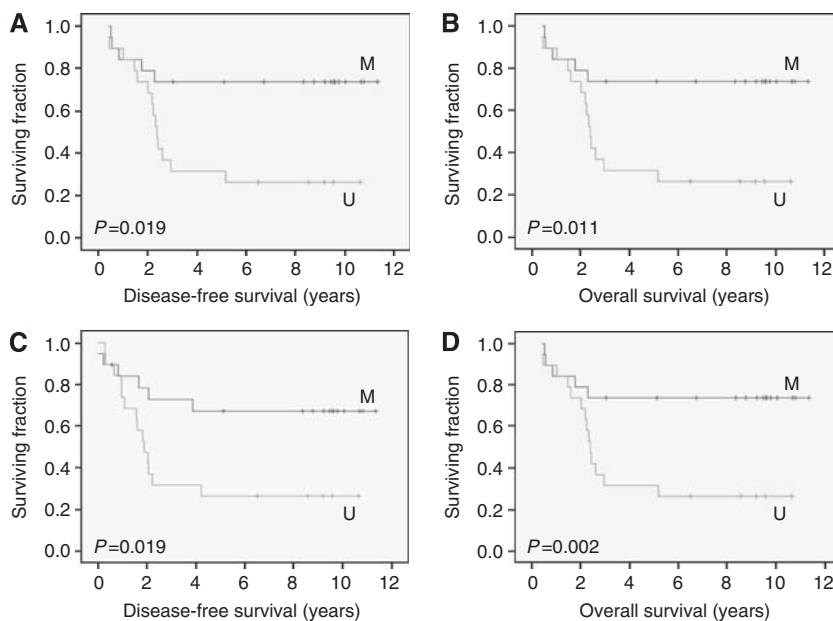 A
1.0
0.8
0.6
0.4
0.2
0.0
Surviving fraction
M
U
P=0.019
0 2 4 6 8 10 12
Disease-free survival (years)
B
1.0
0.8
0.6
0.4
0.2
0.0
Surviving fraction
M
U
P=0.011
0 2 4 6 8 10 12
Overall survival (years)
C
1.0
0.8
0.6
0.4
0.2
0.0
Surviving fraction
M
U
P=0.019
0 2 4 6 8 10 12
Disease-free survival (years)
D
1.0
0.8
0.6
0.4
0.2
0.0
Surviving fraction
M
U
P=0.002
0 2 4 6 8 10 12
Overall survival (years)